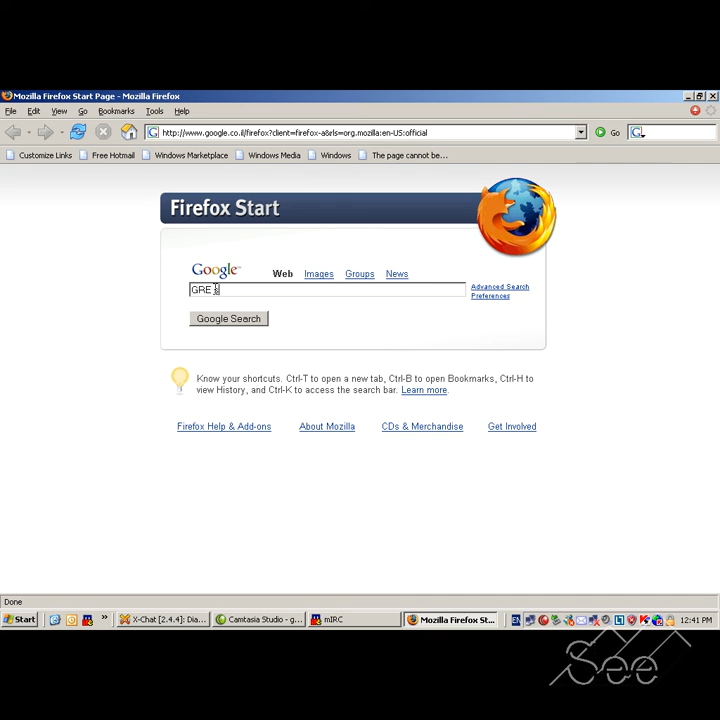 Mozilla Firefox Start Page - Mozilla Firefox
File Edit View Go Bookmarks Tools Help
http://www.google.co.il/firefox?client=firefox-a&rls=org.mozilla:en-US:official Go
Customize Links Free Hotmail Windows Marketplace Windows Media Windows The page cannot be...
Firefox Start
Google Web Images Groups News
GRE
Advanced Search
Preferences
Google Search
Know your shortcuts. Ctrl-T to open a new tab, Ctrl-B to open Bookmarks, Ctrl-H to
view History, and Ctrl-K to access the search bar. Learn more.
Firefox Help & Add-ons About Mozilla CDs & Merchandise Get Involved
Done
Start X-Chat [2.4.4]: Dia... Camtasia Studio - g... mIRC Mozilla Firefox St... EN 12:41 PM
See